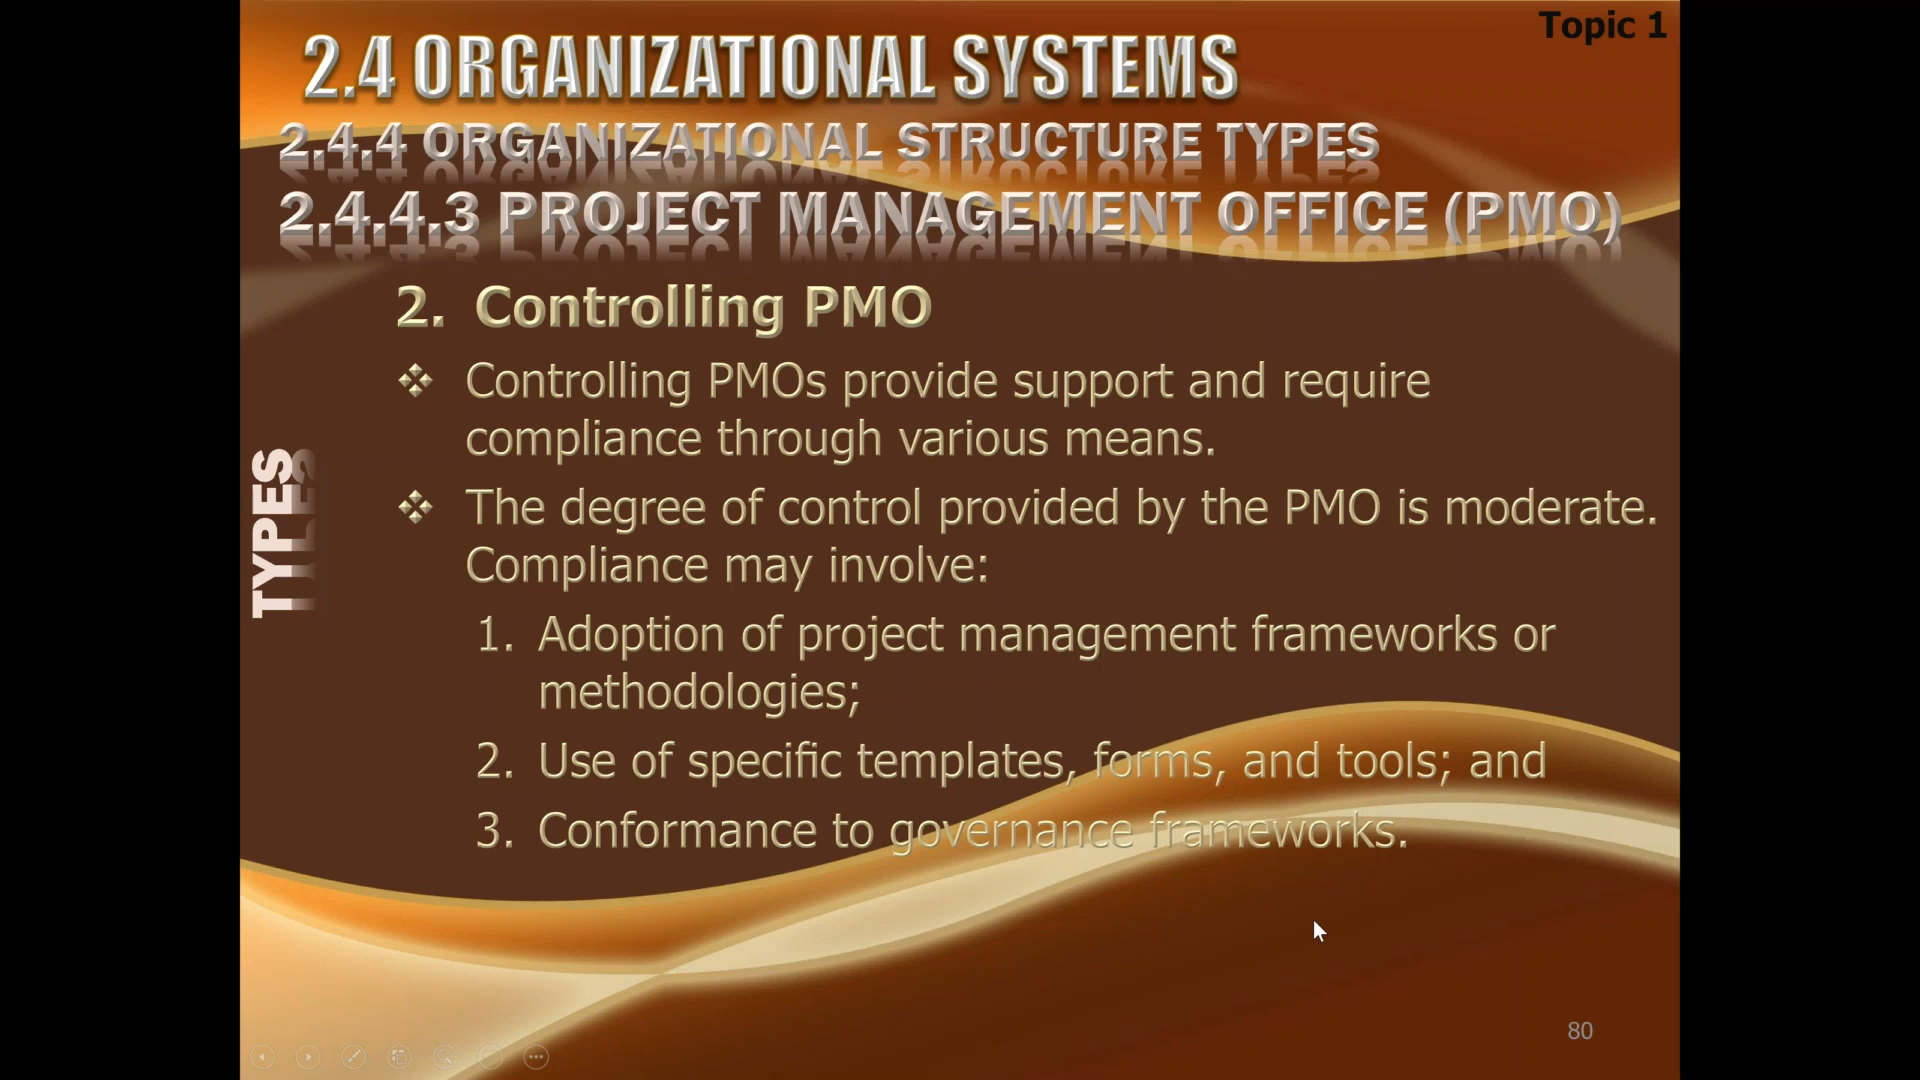 Topic 1
2.4 ORGANIZATIONAL SYSTEMS
2.4.4 ORGANIZATIONAL STRUCTURE TYPES
2.4.4.3 PROJECT MANAGEMENT OFFICE (PMO)
TYPES
2. Controlling PMO
❖ Controlling PMOs provide support and require
compliance through various means.
❖ The degree of control provided by the PMO is moderate.
Compliance may involve:
1. Adoption of project management frameworks or
methodologies;
2. Use of specific templates, forms, and tools; and
3. Conformance to governance frameworks.
80